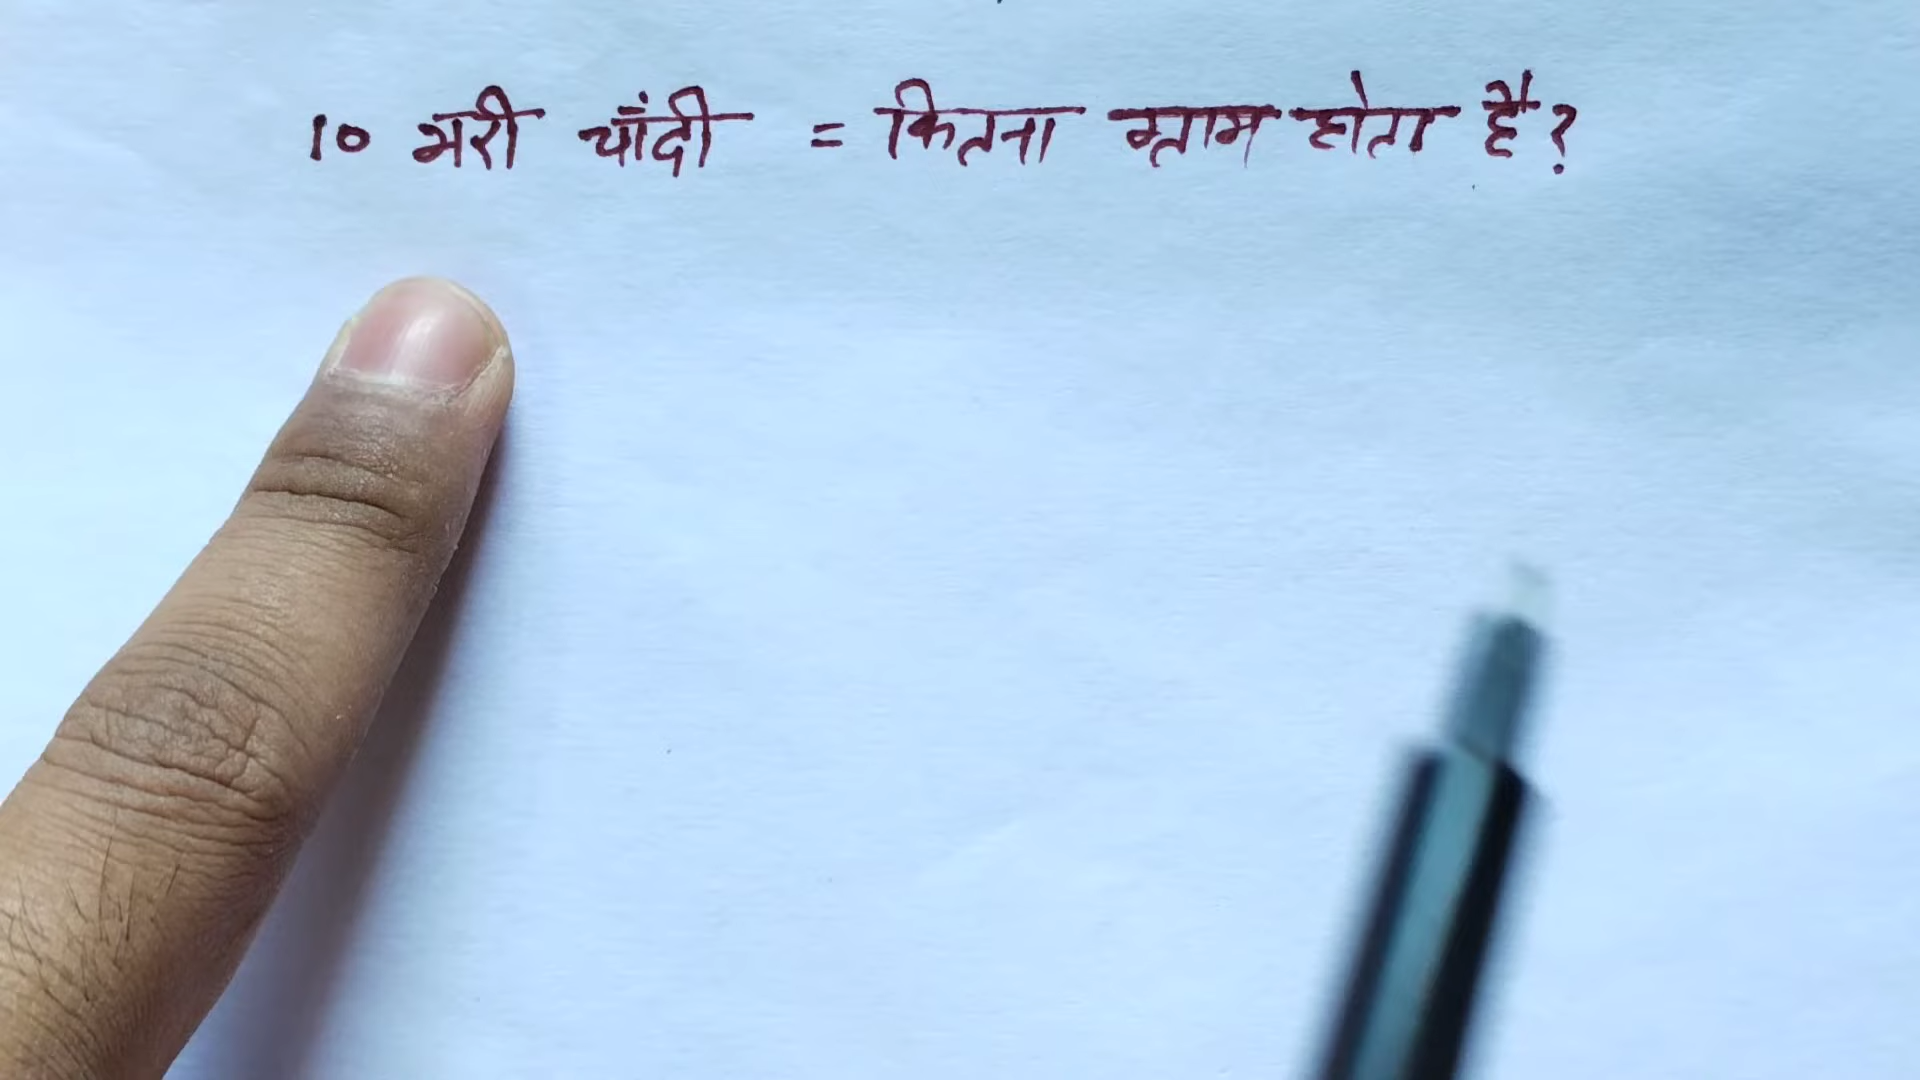 10 भरी चाँदी = कितना ग्राम होता है?